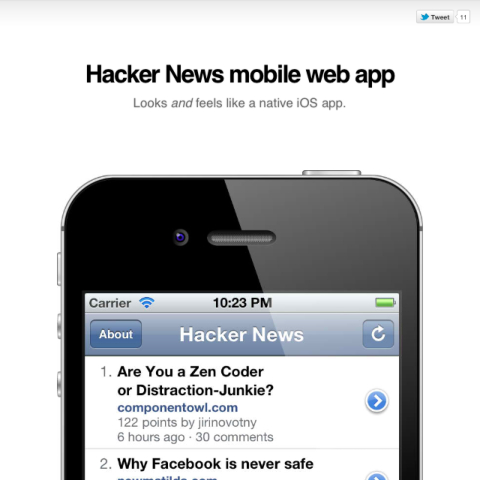 Tweet 11
Hacker News mobile web app
Looks and feels like a native iOS app.
Carrier 10:23 PM
About Hacker News
1. Are You a Zen Coder
or Distraction-Junkie?
componentowl.com
122 points by jirinovotny
6 hours ago · 30 comments
2. Why Facebook is never safe